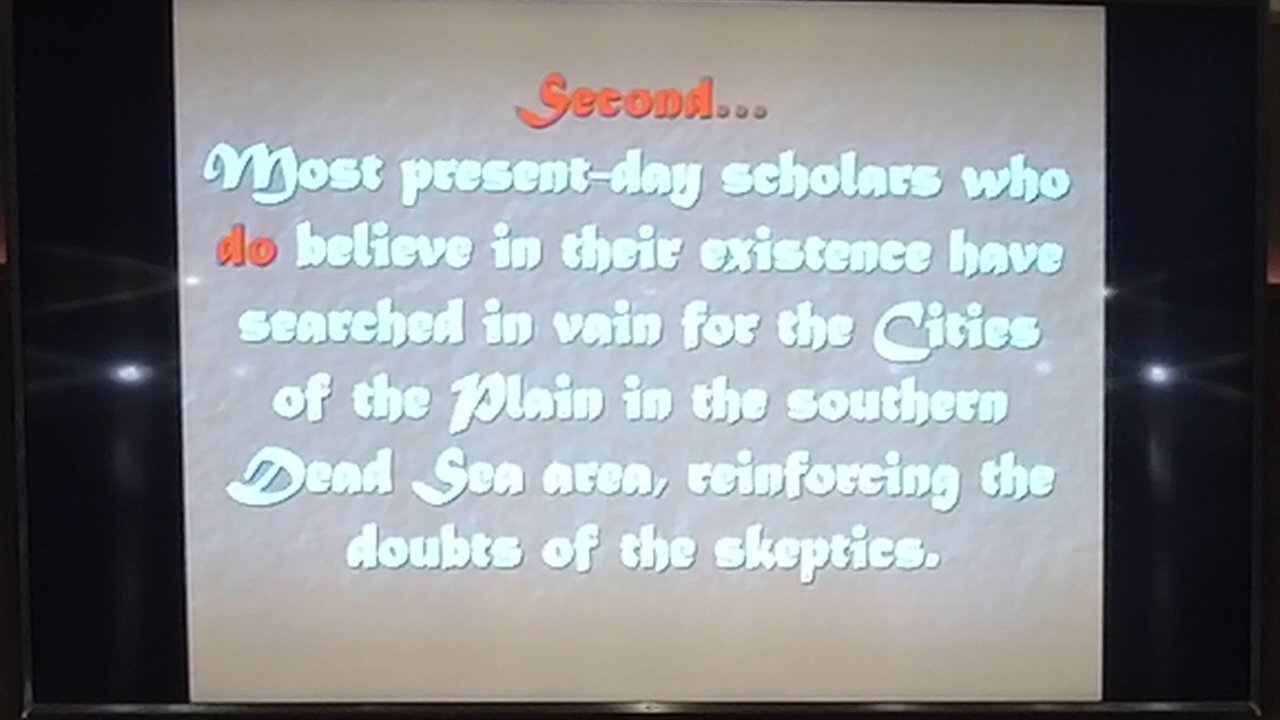 Second...
Most present-day scholars who
do believe in their existence have
searched in vain for the Cities
of the Plain in the southern
Dead Sea area, reinforcing the
doubts of the skeptics.